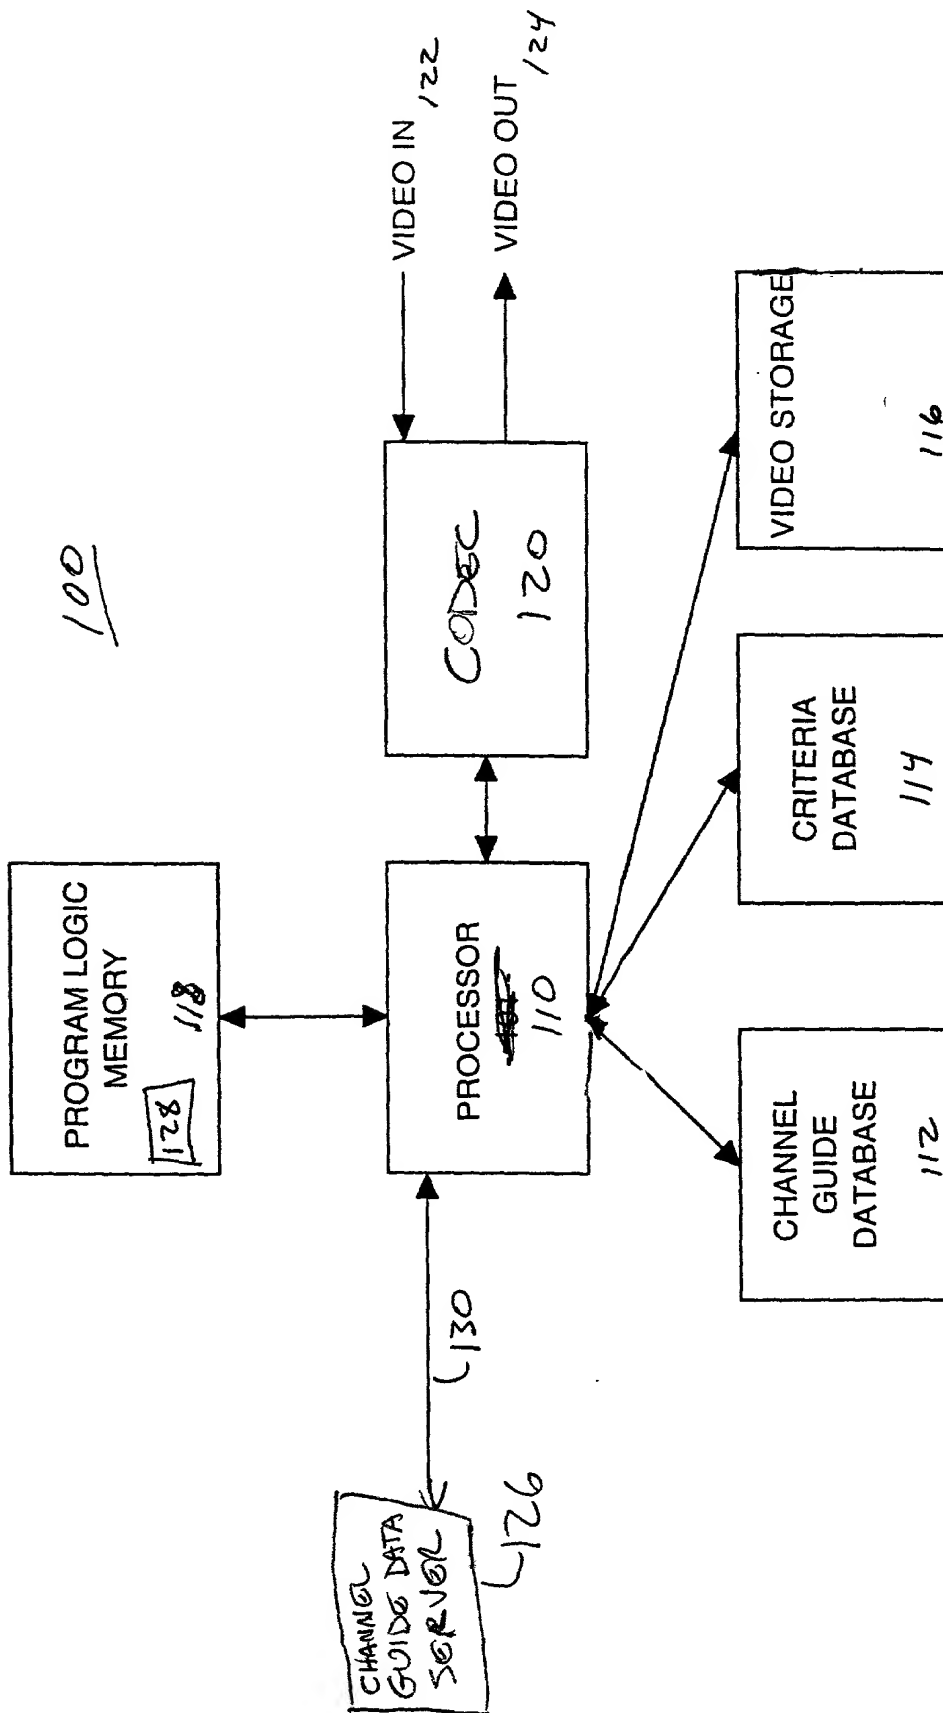 100
PROGRAM LOGIC
MEMORY
128
118
CHANNEL
GUIDE DATA
SERVER
126
130
PROCESSOR
110
CODEC
120
VIDEO IN
122
VIDEO OUT
124
CHANNEL
GUIDE
DATABASE
112
CRITERIA
DATABASE
114
VIDEO STORAGE
116